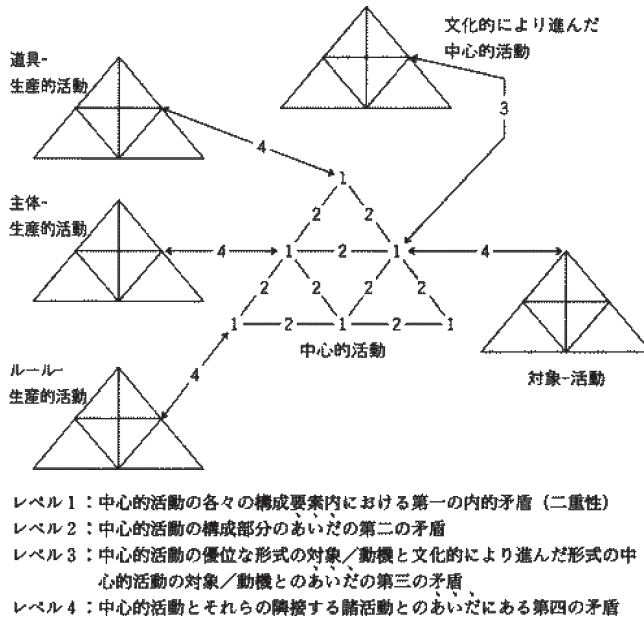 道具-
生産的活動
文化的により進んだ
中心的活動
3
4
1
2 2
主体-
生産的活動
4 1 2 1 4
2 2 2 2
1 2 1 2 1
中心的活動
4
対象-活動
ルール-
生産的活動
レベル1：中心的活動の各々の構成要素内における第一の内的矛盾（二重性）
レベル2：中心的活動の構成部分のあいだの第二の矛盾
レベル3：中心的活動の優位な形式の対象／動機と文化的により進んだ形式の中
心的活動の対象／動機とのあいだの第三の矛盾
レベル4：中心的活動とそれらの隣接する諸活動とのあいだにある第四の矛盾